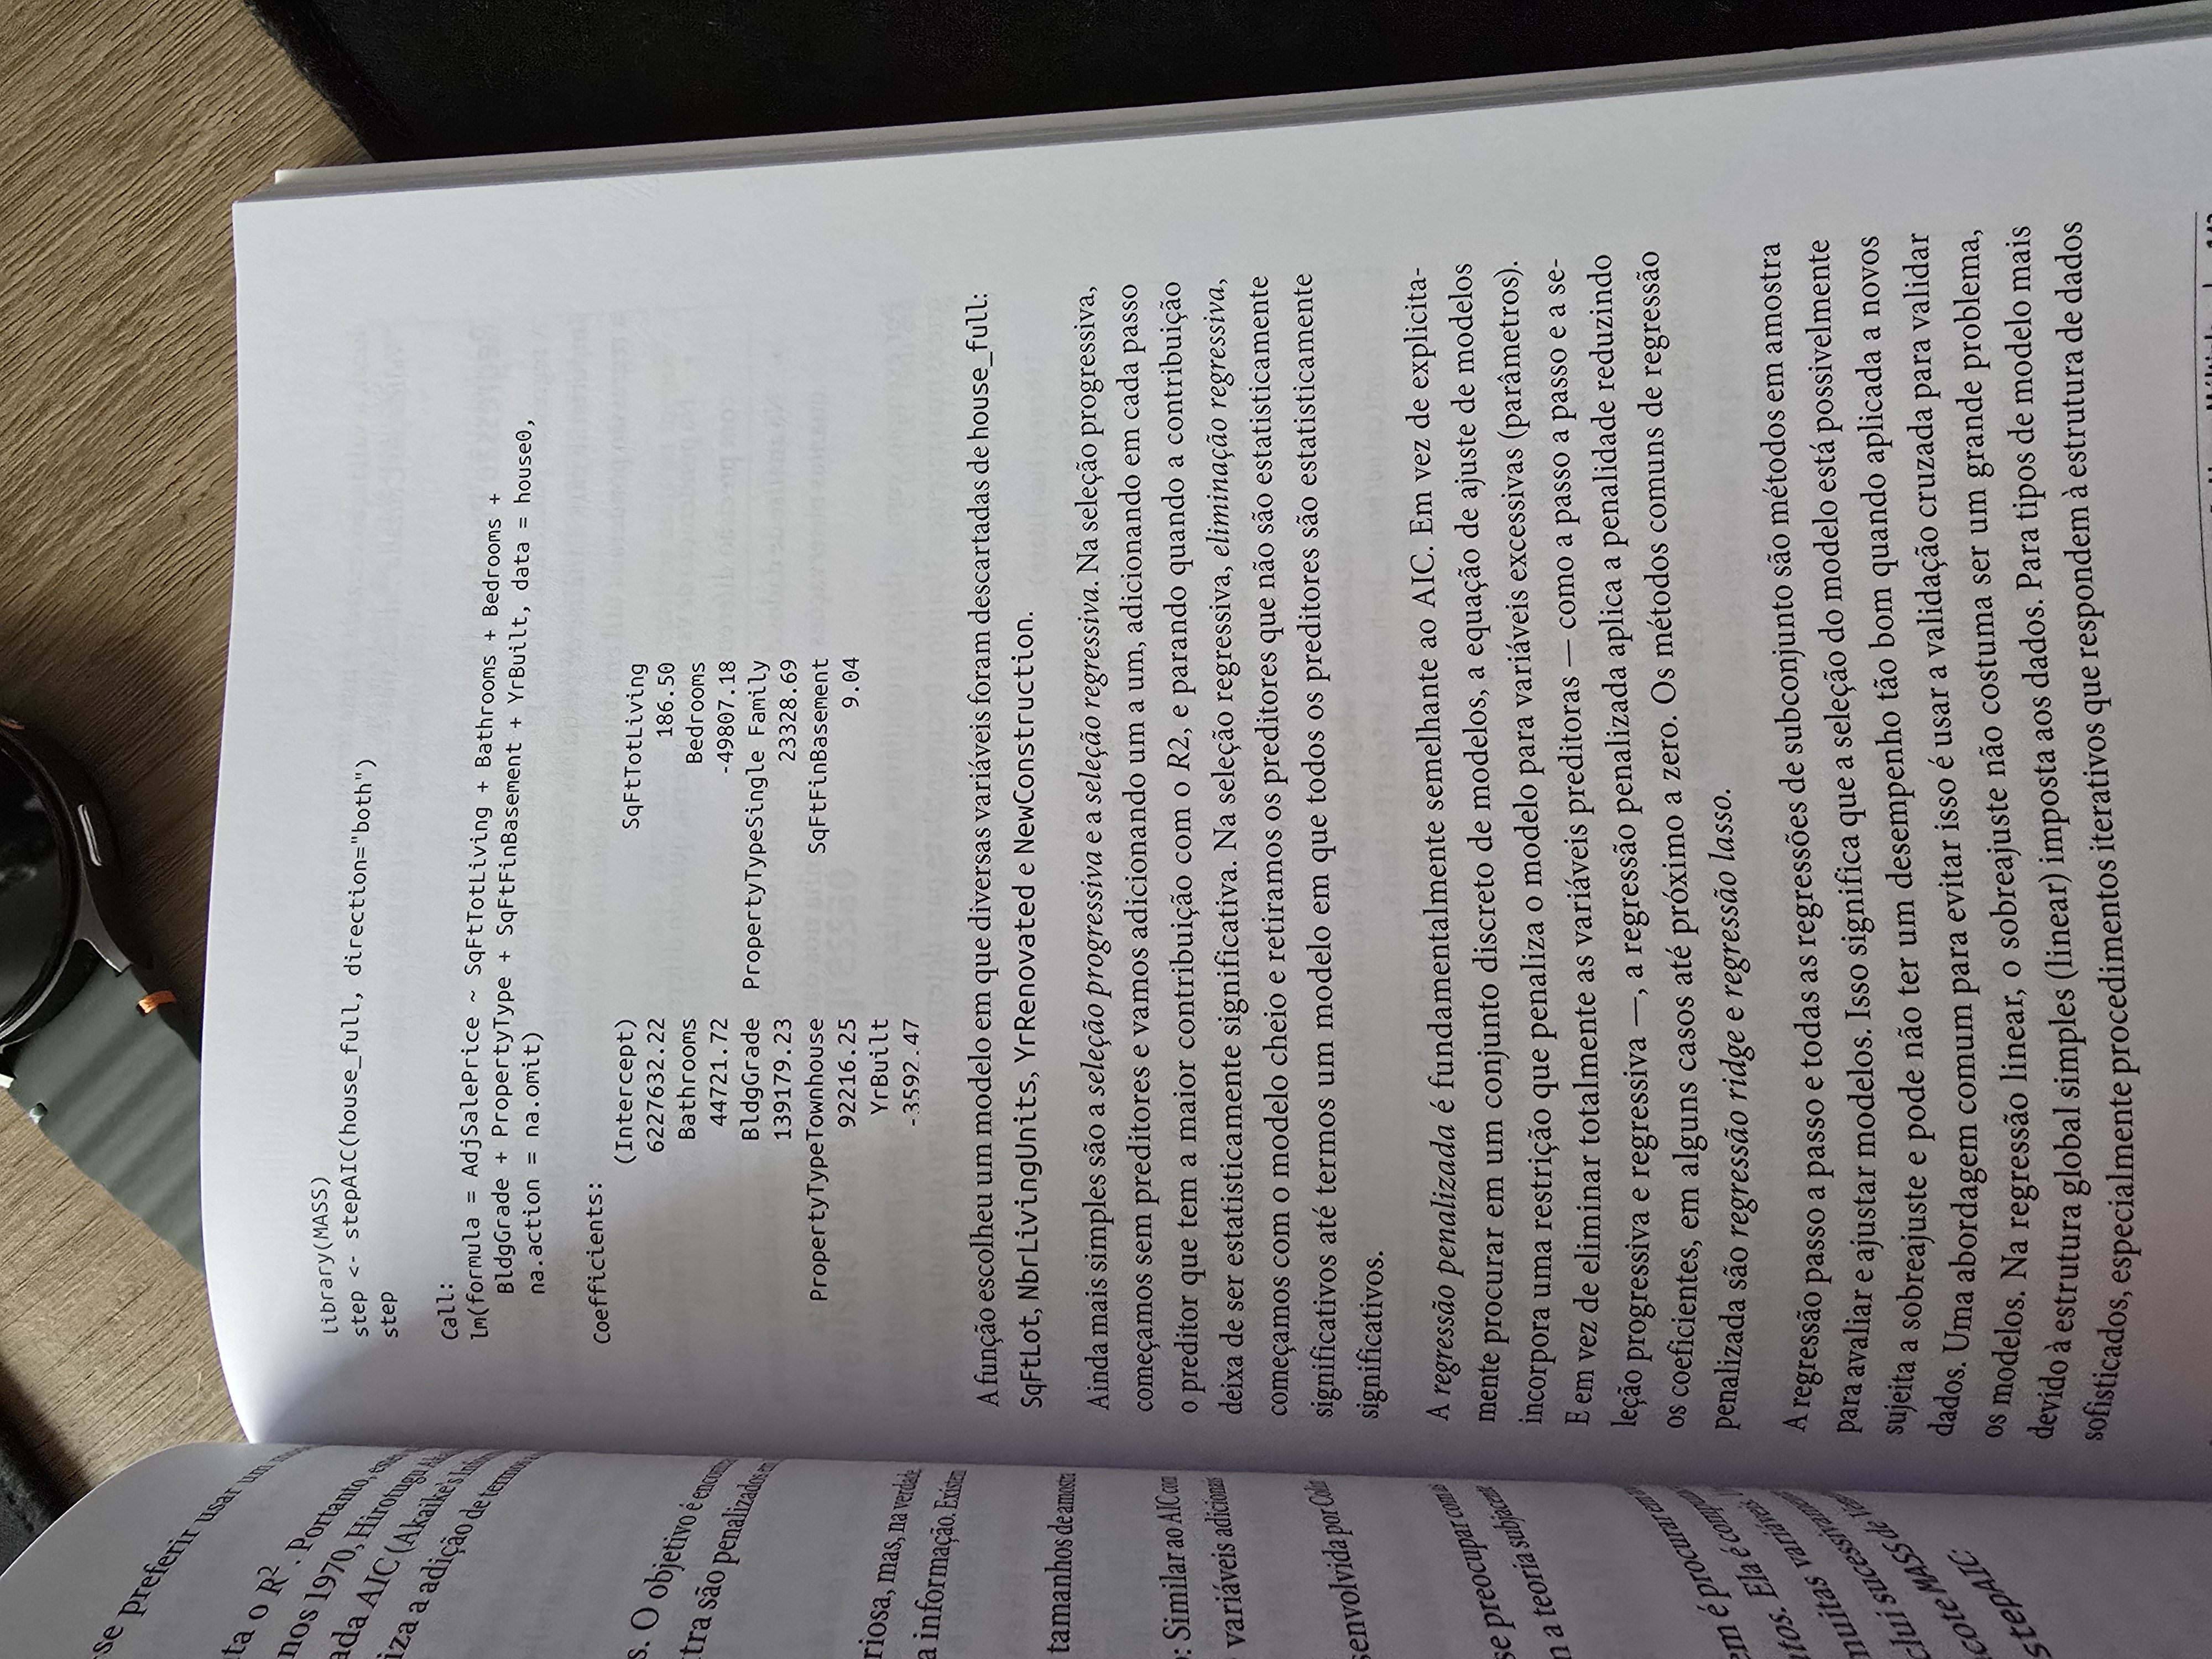 se preferir usar um
ta o R2. Portanto,
nos 1970, Hirotugu
ada AIC (Akaike's
iza a adição de termos
s. O objetivo é
tra são penalizados
riosa, mas, na verdade,
a informação. Existem
tamanhos de amostra
o: Similar ao AIC com
variáveis adicionais
senvolvida por Colin
se preocupar com as
m a teoria subjacente
em é procurar em
tos. Ela é
muitas variáveis.
clui
cote MASS de
stepAIC:
library(MASS)
step <- stepAIC(house_full, direction="both")
step
Call:
lm(formula = AdjSalePrice ~ SqFtTotLiving + Bathrooms + Bedrooms +
BldgGrade + PropertyType + SqFtFinBasement + YrBuilt, data = house0,
na.action = na.omit)
Coefficients:
(Intercept) SqFtTotLiving
6227632.22 186.50
Bathrooms Bedrooms
44721.72 -49807.18
BldgGrade PropertyTypeSingle Family
139179.23 23328.69
PropertyTypeTownhouse SqFtFinBasement
92216.25 9.04
YrBuilt
-3592.47
A função escolheu um modelo em que diversas variáveis foram descartadas de house_full:
SqFtLot, NbrLivingUnits, YrRenovated e NewConstruction.
Ainda mais simples são a seleção progressiva e a seleção regressiva. Na seleção progressiva,
começamos sem preditores e vamos adicionando um a um, adicionando em cada passo
o preditor que tem a maior contribuição com o R2, e parando quando a contribuição
deixa de ser estatisticamente significativa. Na seleção regressiva, eliminação regressiva,
começamos com o modelo cheio e retiramos os preditores que não são estatisticamente
significativos até termos um modelo em que todos os preditores são estatisticamente
significativos.
A regressão penalizada é fundamentalmente semelhante ao AIC. Em vez de explicita-
mente procurar em um conjunto discreto de modelos, a equação de ajuste de modelos
incorpora uma restrição que penaliza o modelo para variáveis excessivas (parâmetros).
E em vez de eliminar totalmente as variáveis preditoras — como a passo a passo e a se-
leção progressiva e regressiva —, a regressão penalizada aplica a penalidade reduzindo
os coeficientes, em alguns casos até próximo a zero. Os métodos comuns de regressão
penalizada são regressão ridge e regressão lasso.
A regressão passo a passo e todas as regressões de subconjunto são métodos em amostra
para avaliar e ajustar modelos. Isso significa que a seleção do modelo está possivelmente
sujeita a sobreajuste e pode não ter um desempenho tão bom quando aplicada a novos
dados. Uma abordagem comum para evitar isso é usar a validação cruzada para validar
os modelos. Na regressão linear, o sobreajuste não costuma ser um grande problema,
devido à estrutura global simples (linear) imposta aos dados. Para tipos de modelo mais
sofisticados, especialmente procedimentos iterativos que respondem à estrutura de dados